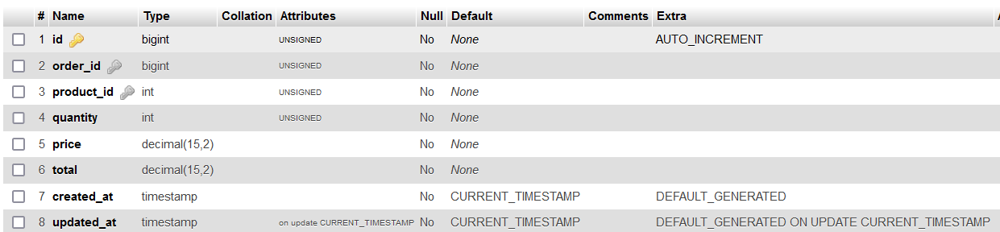 # Name Type Collation Attributes Null Default Comments Extra
1 id bigint UNSIGNED No None AUTO_INCREMENT
2 order_id bigint UNSIGNED No None
3 product_id int UNSIGNED No None
4 quantity int UNSIGNED No None
5 price decimal(15,2) No None
6 total decimal(15,2) No None
7 created_at timestamp No CURRENT_TIMESTAMP DEFAULT_GENERATED
8 updated_at timestamp on update CURRENT_TIMESTAMP No CURRENT_TIMESTAMP DEFAULT_GENERATED ON UPDATE CURRENT_TIMESTAMP